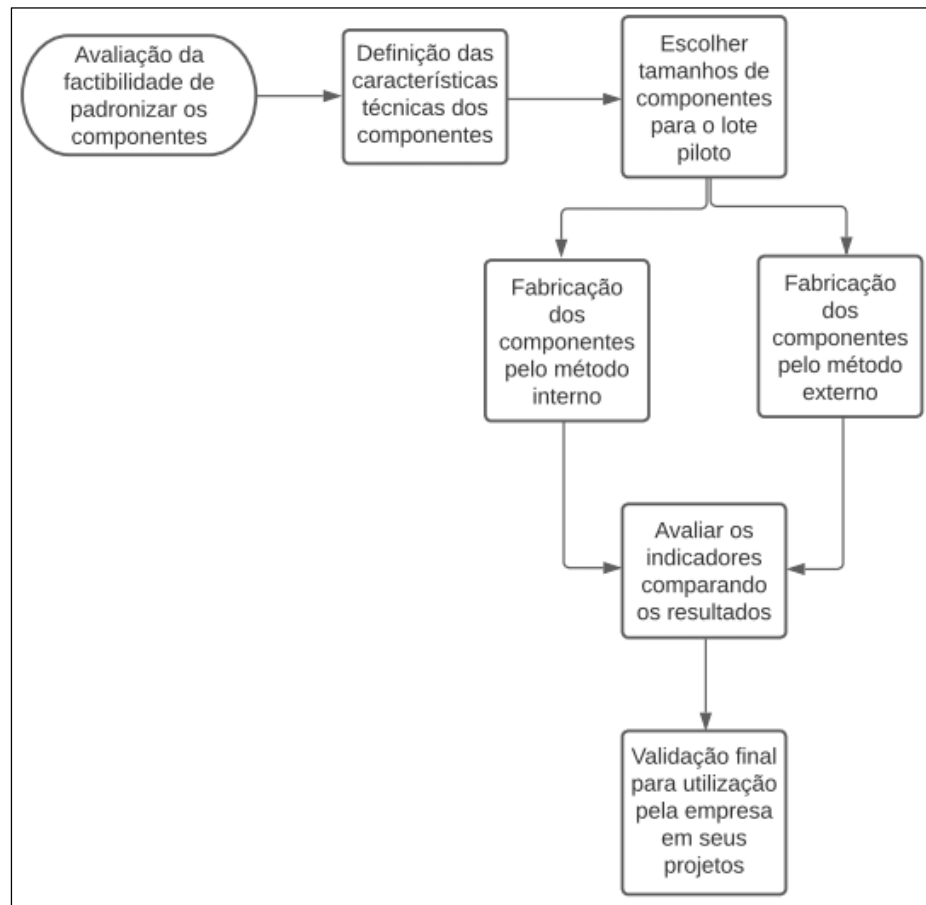 Avaliação da
factibilidade de
padronizar os
componentes
Definição das
características
técnicas dos
componentes
Escolher
tamanhos de
componentes
para o lote
piloto
Fabricação
dos
componentes
pelo método
interno
Fabricação
dos
componentes
pelo método
externo
Avaliar os
indicadores
comparando
os resultados
Validação final
para utilização
pela empresa
em seus
projetos